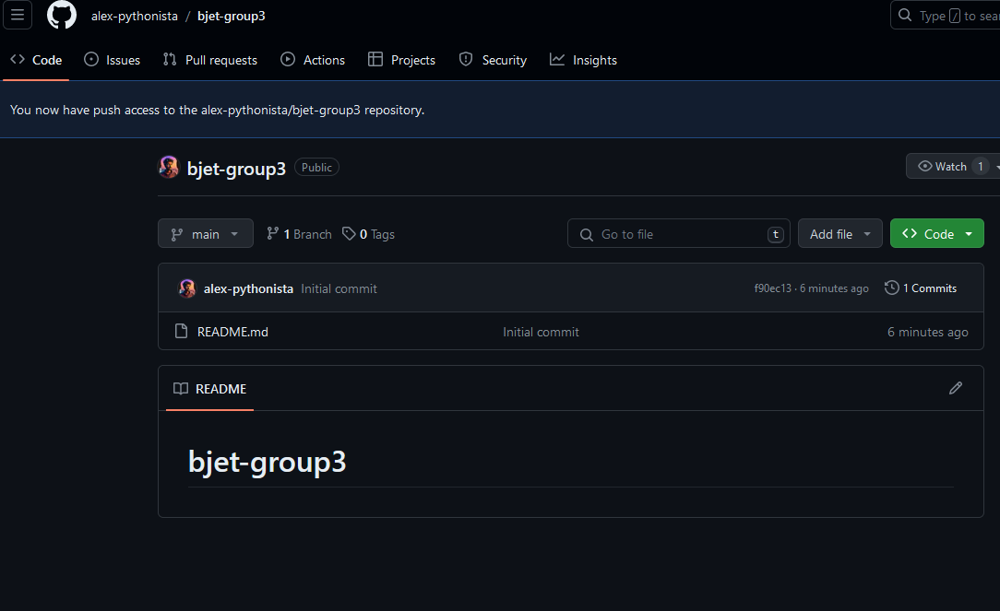 alex-pythonista / bjet-group3
Type / to sear
Code Issues Pull requests Actions Projects Security Insights
You now have push access to the alex-pythonista/bjet-group3 repository.
bjet-group3 Public
Watch 1
main 1 Branch 0 Tags
Go to file t
Add file
Code
alex-pythonista Initial commit f90ec13 · 6 minutes ago 1 Commits
README.md Initial commit 6 minutes ago
README
bjet-group3